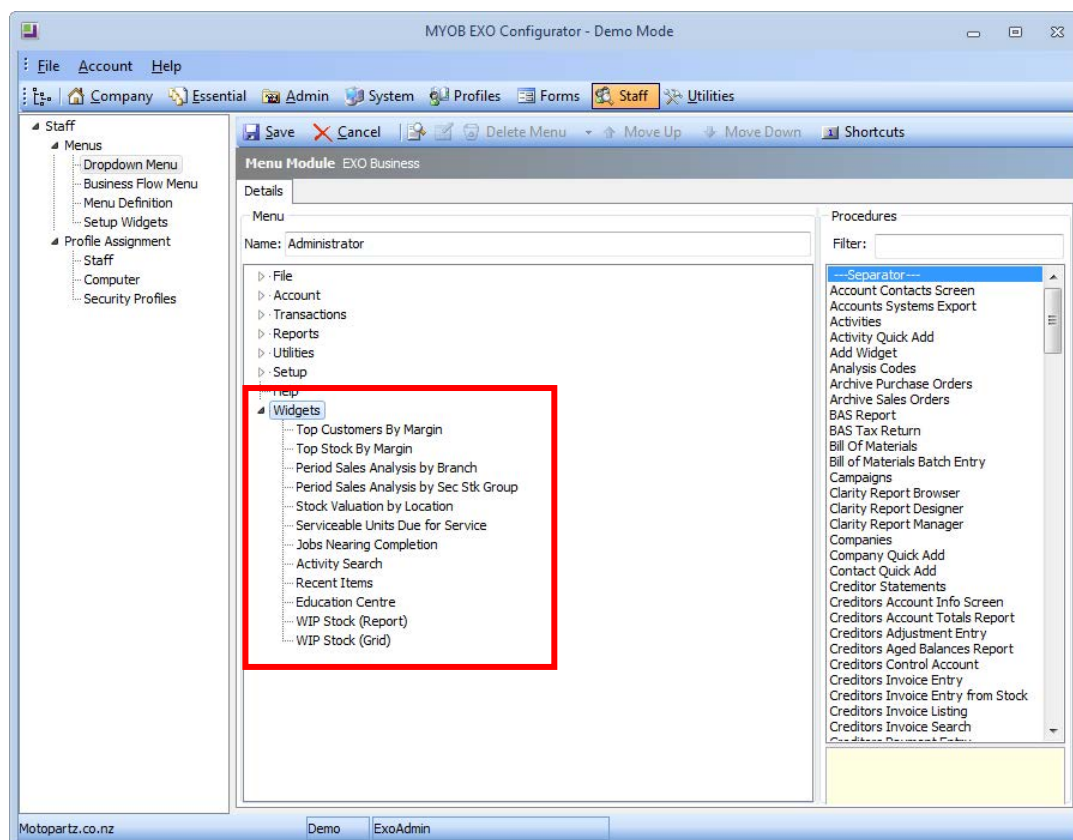 MYOB EXO Configurator - Demo Mode
File Account Help
Company Essential Admin System Profiles Forms Staff Utilities
Staff
Menus
Dropdown Menu
Business Flow Menu
Menu Definition
Setup Widgets
Profile Assignment
Staff
Computer
Security Profiles
Save Cancel Delete Menu Move Up Move Down Shortcuts
Menu Module EXO Business
Details
Menu
Name: Administrator
File
Account
Transactions
Reports
Utilities
Setup
Help
Widgets
Top Customers By Margin
Top Stock By Margin
Period Sales Analysis by Branch
Period Sales Analysis by Sec Stk Group
Stock Valuation by Location
Serviceable Units Due for Service
Jobs Nearing Completion
Activity Search
Recent Items
Education Centre
WIP Stock (Report)
WIP Stock (Grid)
Procedures
Filter:
---Separator---
Account Contacts Screen
Accounts Systems Export
Activities
Activity Quick Add
Add Widget
Analysis Codes
Archive Purchase Orders
Archive Sales Orders
BAS Report
BAS Tax Return
Bill Of Materials
Bill of Materials Batch Entry
Campaigns
Clarity Report Browser
Clarity Report Designer
Clarity Report Manager
Companies
Company Quick Add
Contact Quick Add
Creditor Statements
Creditors Account Info Screen
Creditors Account Totals Report
Creditors Adjustment Entry
Creditors Aged Balances Report
Creditors Control Account
Creditors Invoice Entry
Creditors Invoice Entry from Stock
Creditors Invoice Listing
Creditors Invoice Search
Motopartz.co.nz Demo ExoAdmin